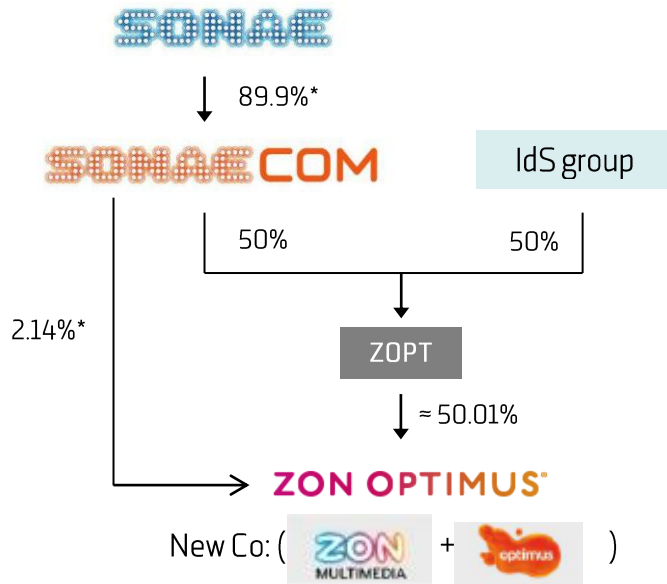 SONAE
89.9%*
SONAECOM
IdS group
50%
50%
2.14%*
ZOPT
≈ 50.01%
ZON OPTIMUS
New Co: ( ZON MULTIMEDIA + optimus )